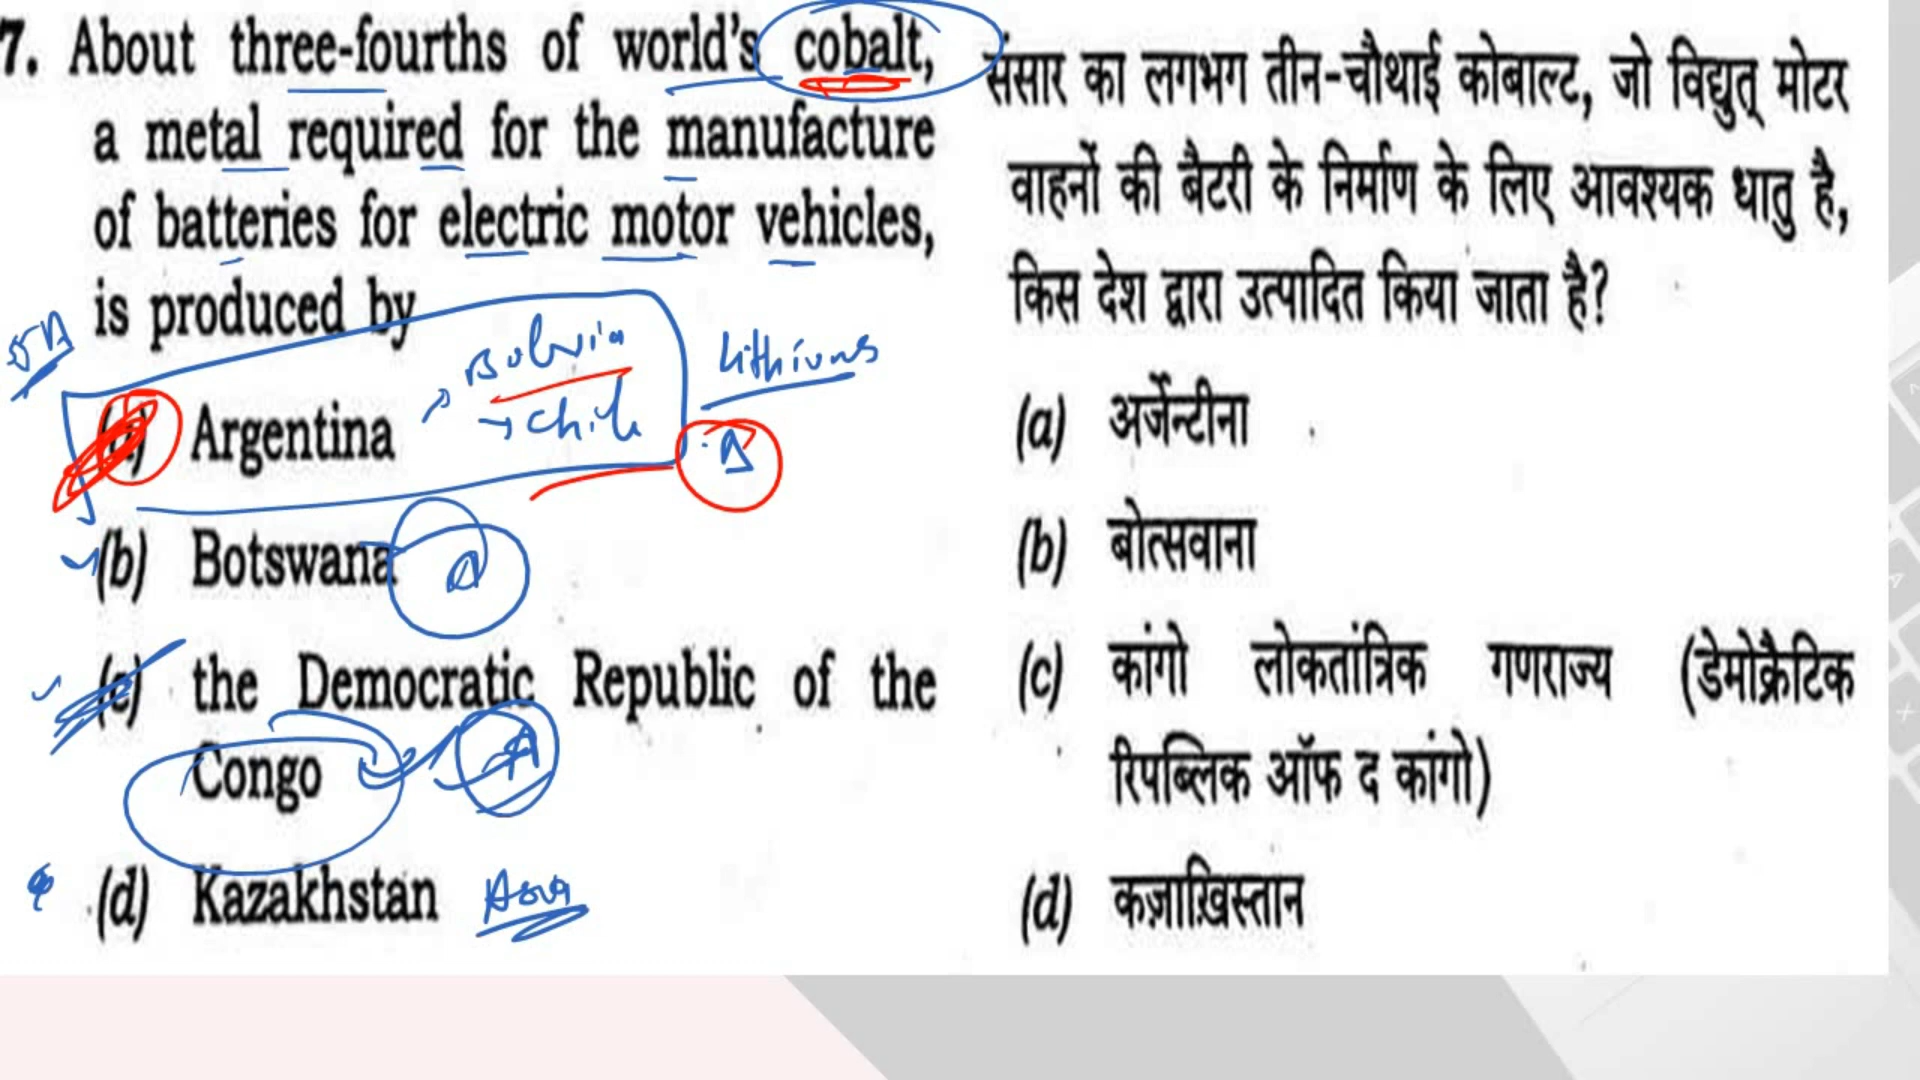 7. About three-fourths of world's cobalt,
a metal required for the manufacture
of batteries for electric motor vehicles,
is produced by
SA
Bolivia
Lithium
(a) Argentina
→ Chile
A
(b) Botswana
A
(c) the Democratic Republic of the
Congo
A
(d) Kazakhstan
Asia
संसार का लगभग तीन-चौथाई कोबाल्ट, जो विद्युत् मोटर
वाहनों की बैटरी के निर्माण के लिए आवश्यक धातु है,
किस देश द्वारा उत्पादित किया जाता है?
(a) अर्जेन्टीना
(b) बोत्सवाना
(c) कांगो लोकतांत्रिक गणराज्य (डेमोक्रैटिक
रिपब्लिक ऑफ द कांगो)
(d) कज़ाख़िस्तान